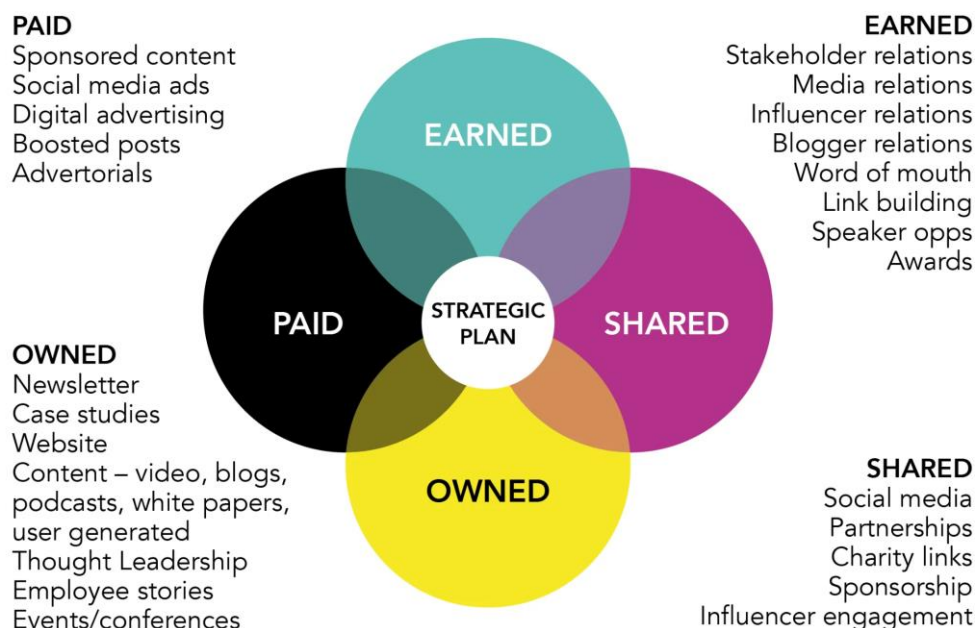 PAID
Sponsored content
Social media ads
Digital advertising
Boosted posts
Advertorials
EARNED
Stakeholder relations
Media relations
Influencer relations
Blogger relations
Word of mouth
Link building
Speaker opps
Awards
EARNED
PAID
STRATEGIC
PLAN
SHARED
OWNED
OWNED
Newsletter
Case studies
Website
Content – video, blogs,
podcasts, white papers,
user generated
Thought Leadership
Employee stories
Events/conferences
SHARED
Social media
Partnerships
Charity links
Sponsorship
Influencer engagement